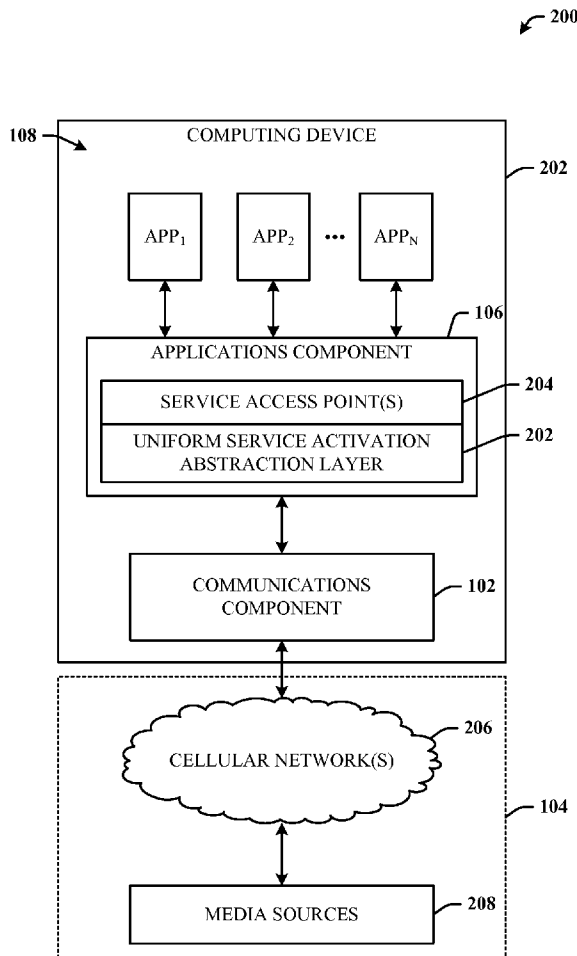 200
108
COMPUTING DEVICE
202
APP1
APP2
•••
APPN
106
APPLICATIONS COMPONENT
204
SERVICE ACCESS POINT(S)
202
UNIFORM SERVICE ACTIVATION
ABSTRACTION LAYER
COMMUNICATIONS
COMPONENT
102
206
CELLULAR NETWORK(S)
104
MEDIA SOURCES
208